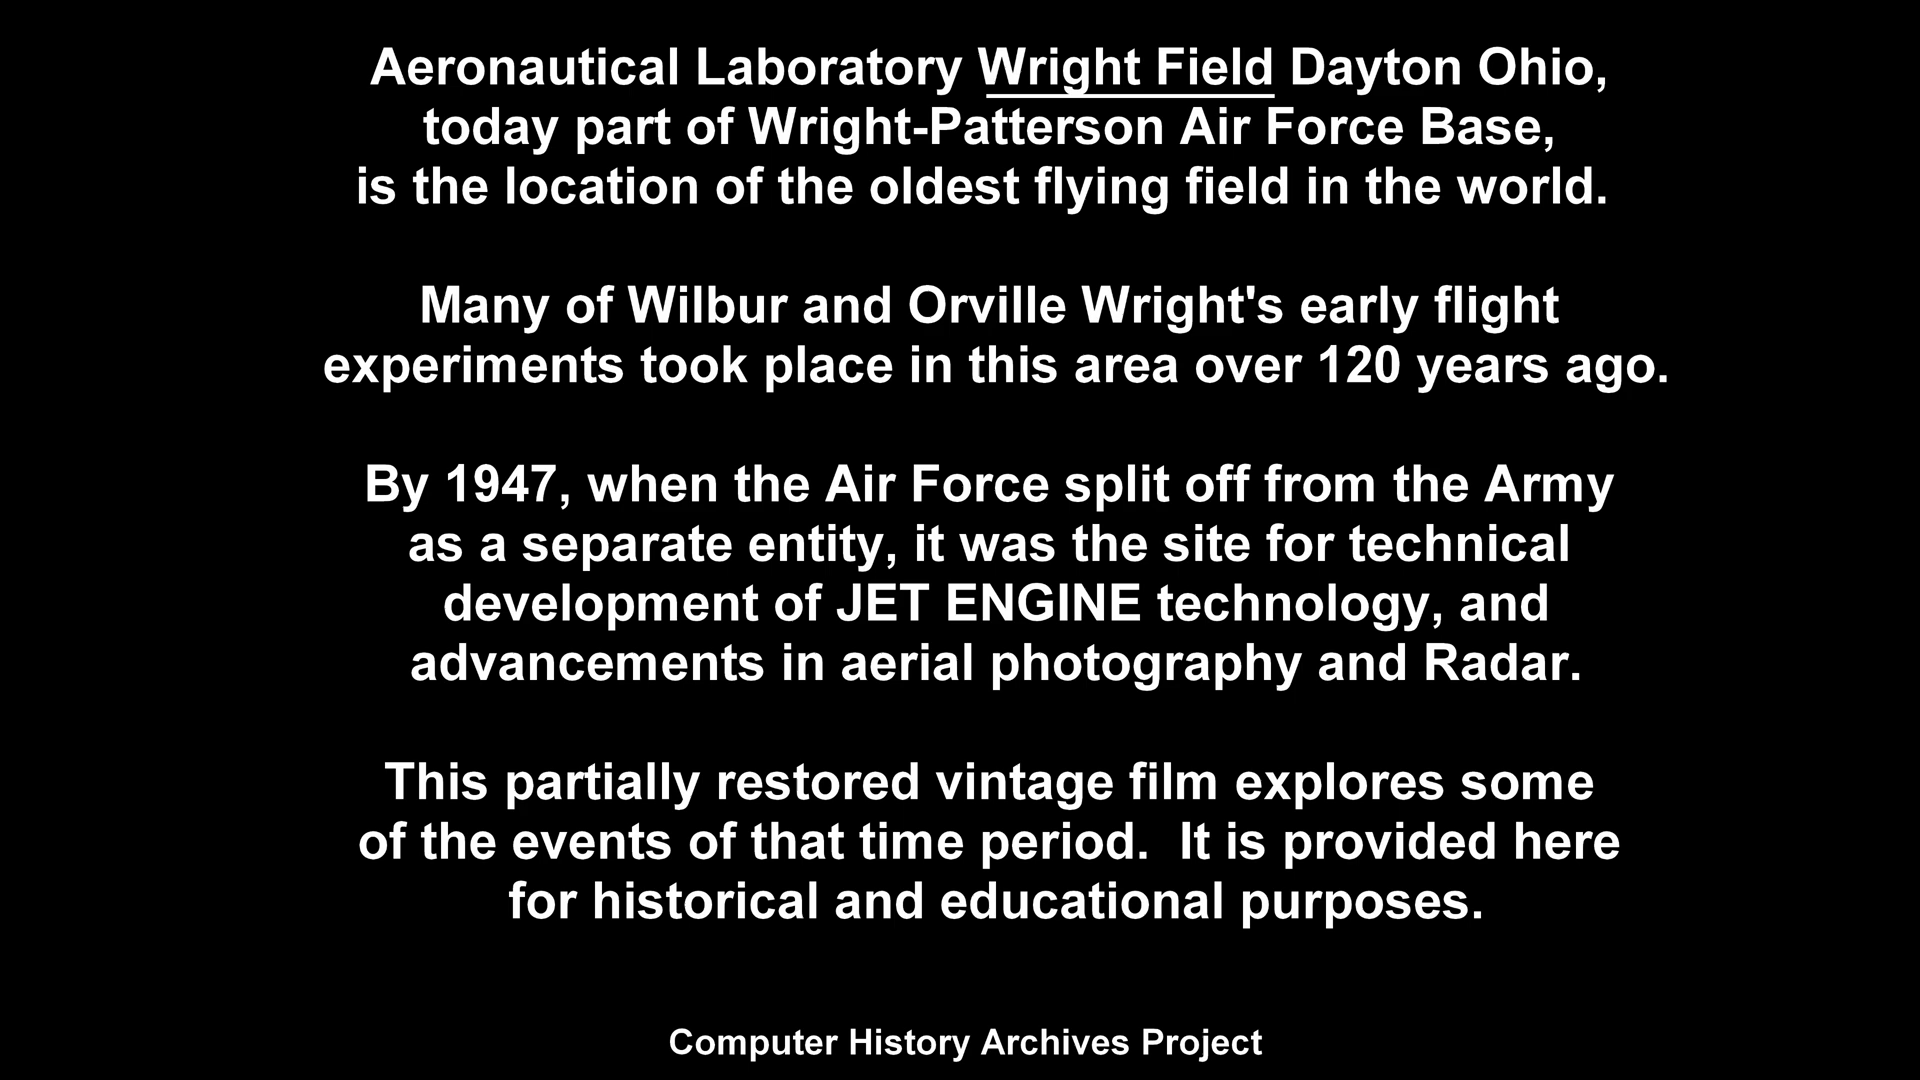 Aeronautical Laboratory Wright Field Dayton Ohio,
today part of Wright-Patterson Air Force Base,
is the location of the oldest flying field in the world.
Many of Wilbur and Orville Wright's early flight
experiments took place in this area over 120 years ago.
By 1947, when the Air Force split off from the Army
as a separate entity, it was the site for technical
development of JET ENGINE technology, and
advancements in aerial photography and Radar.
This partially restored vintage film explores some
of the events of that time period.  It is provided here
for historical and educational purposes.
Computer History Archives Project